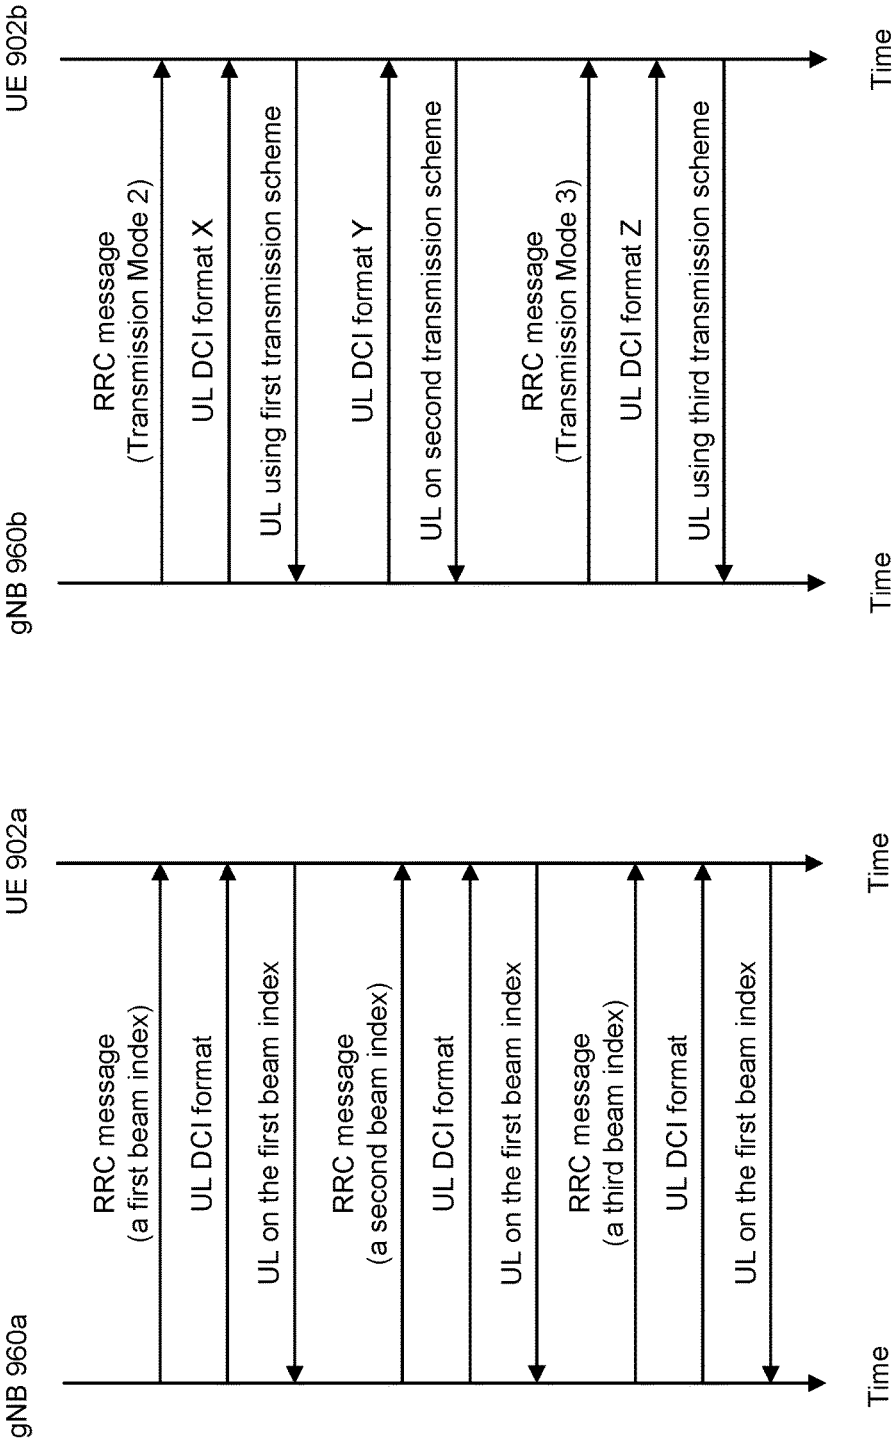 gNB 960a
UE 902a
RRC message
(a first beam index)
UL DCI format
UL on the first beam index
RRC message
(a second beam index)
UL DCI format
UL on the first beam index
RRC message
(a third beam index)
UL DCI format
UL on the first beam index
Time
Time
gNB 960b
UE 902b
RRC message
(Transmission Mode 2)
UL DCI format X
UL using first transmission scheme
UL DCI format Y
UL on second transmission scheme
RRC message
(Transmission Mode 3)
UL DCI format Z
UL using third transmission scheme
Time
Time